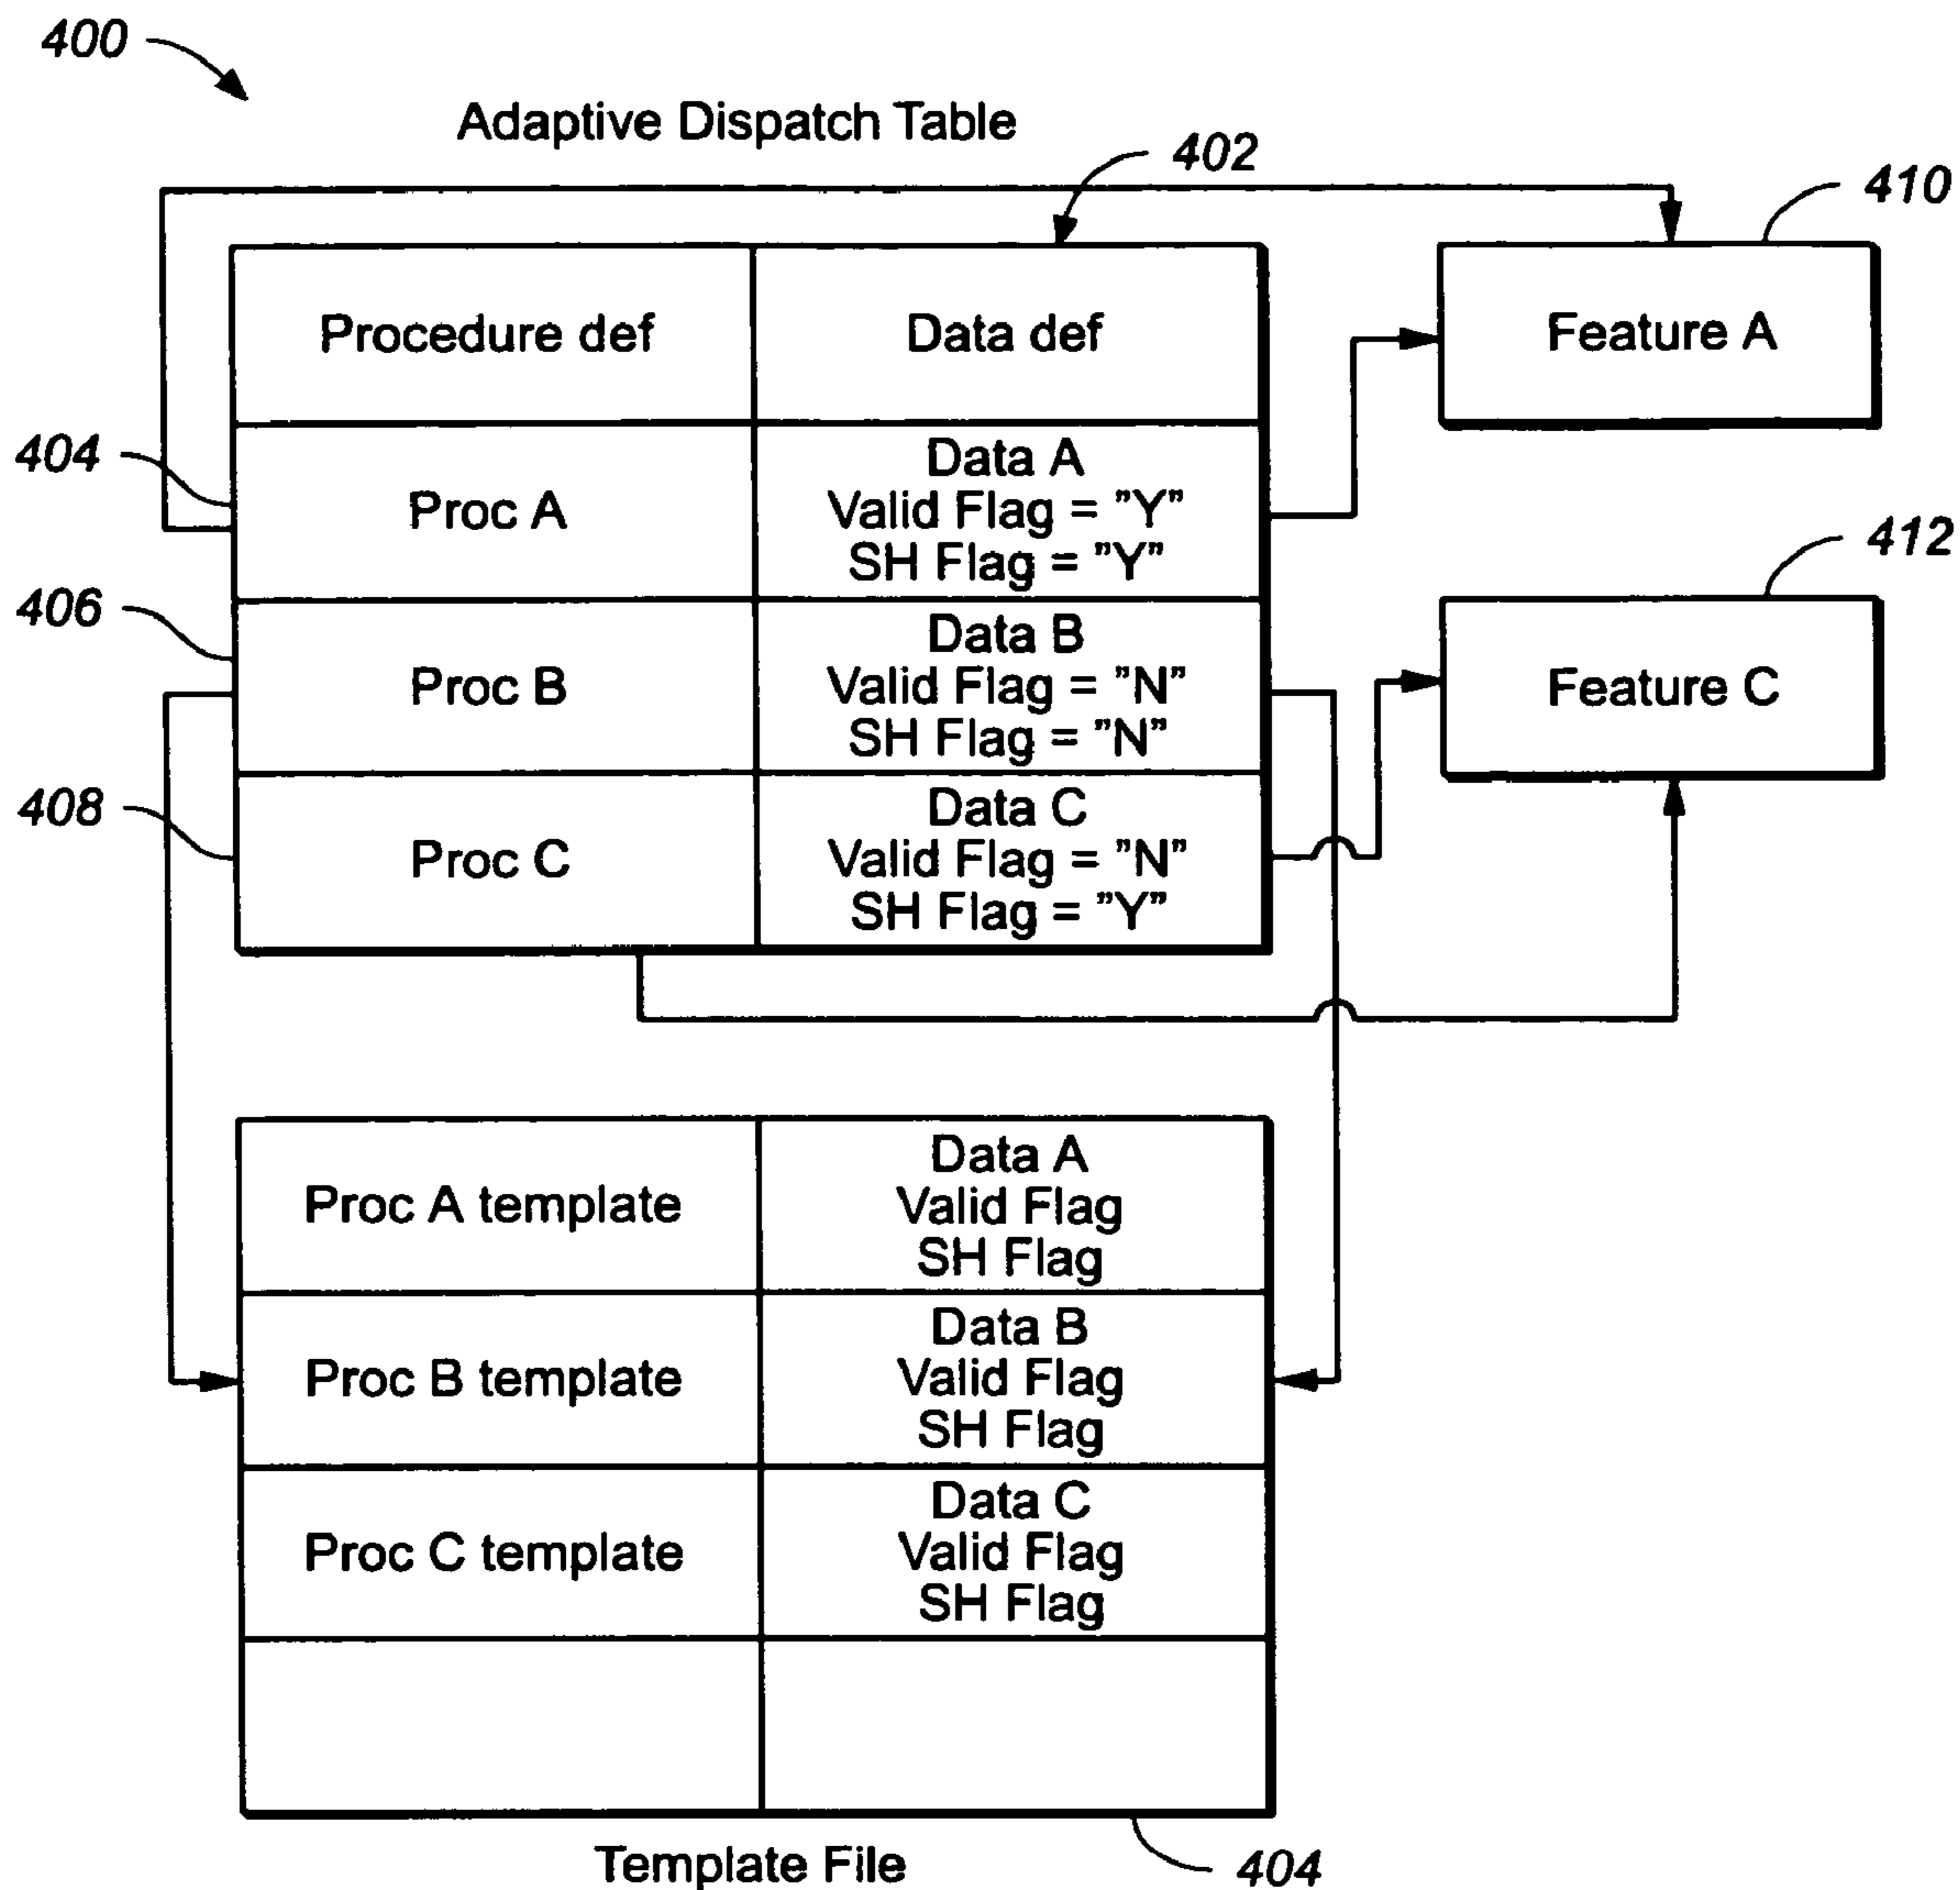 400
Adaptive Dispatch Table
402
410
Procedure def
Data def
Feature A
404
Proc A
Data A
Valid Flag = ”Y”
SH Flag = ”Y”
412
406
Proc B
Data B
Valid Flag = ”N”
SH Flag = ”N”
Feature C
408
Proc C
Data C
Valid Flag = ”N”
SH Flag = ”Y”
Proc A template
Data A
Valid Flag
SH Flag
Proc B template
Data B
Valid Flag
SH Flag
Proc C template
Data C
Valid Flag
SH Flag
Template File
404